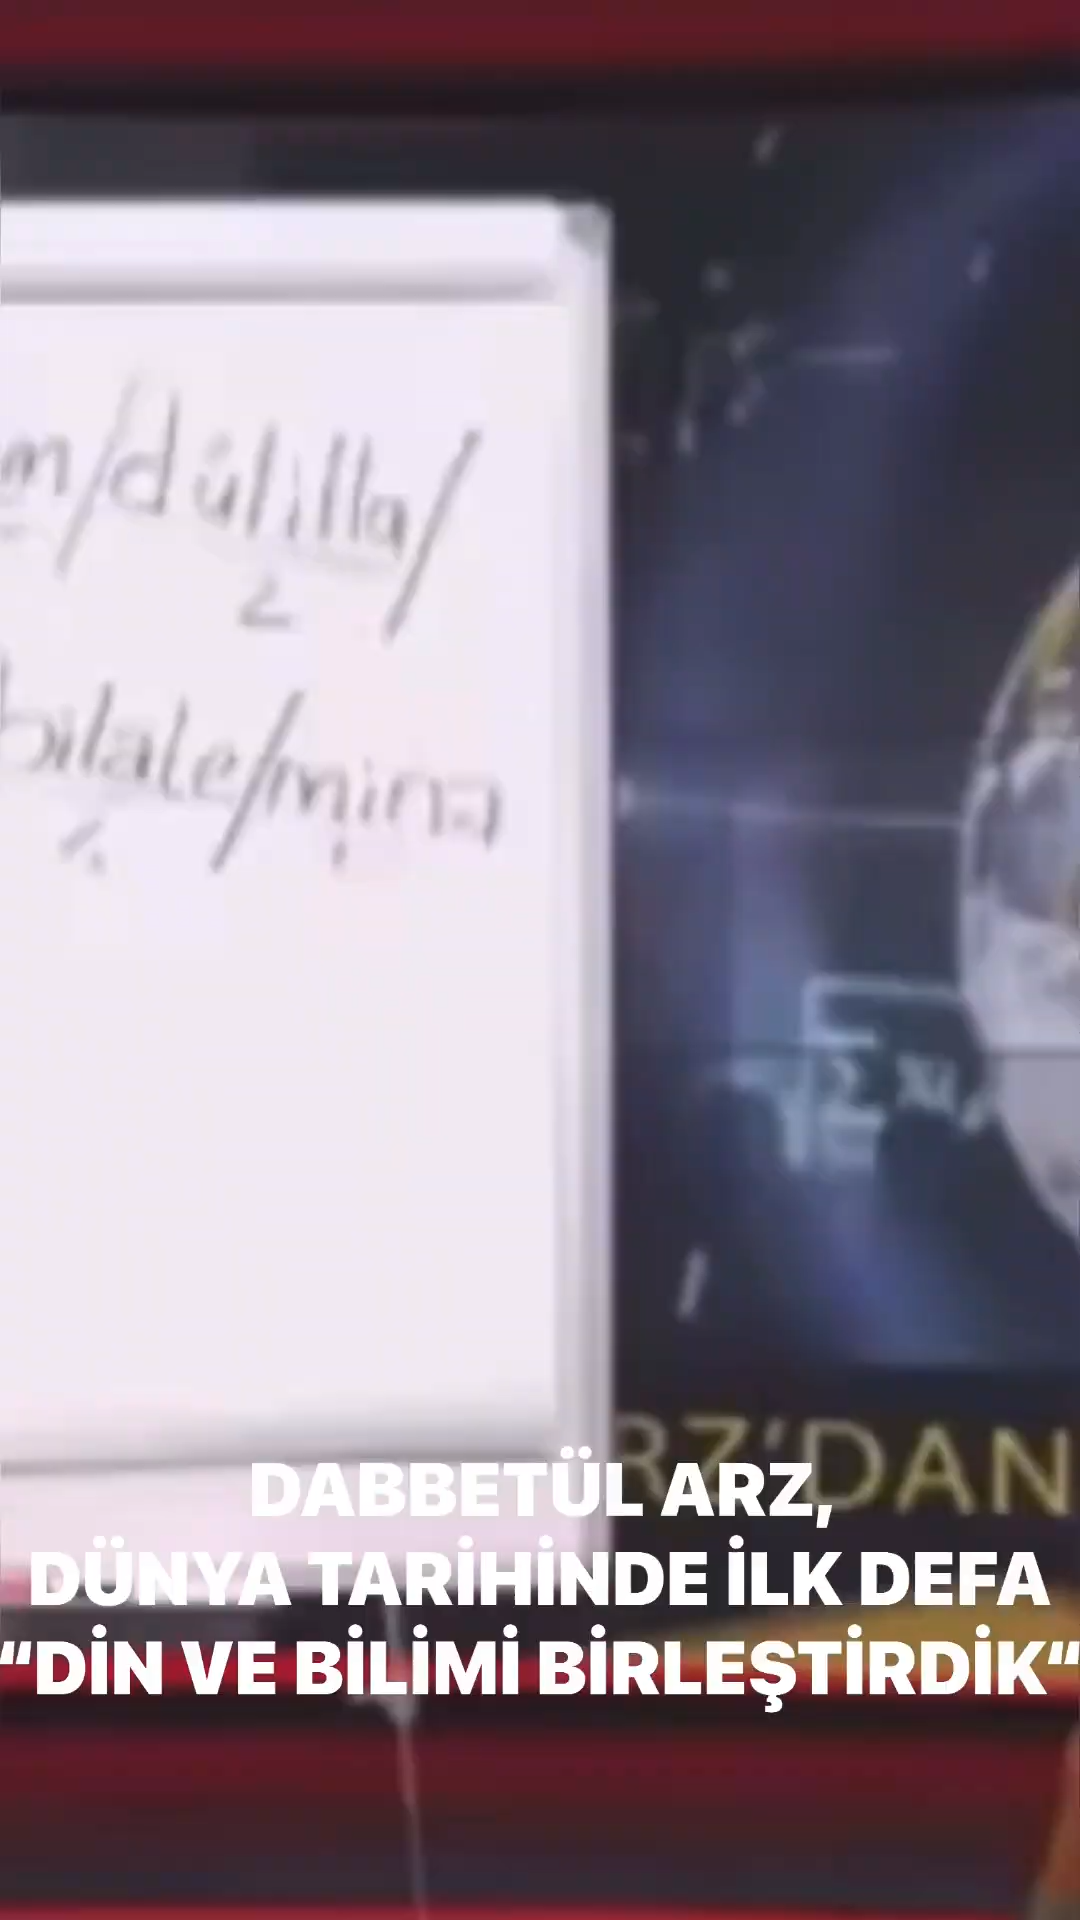 m/dülilla/
2
bilale/mina
RZ'DAN
DABBETÜL ARZ,
DÜNYA TARİHİNDE İLK DEFA
“DİN VE BİLİMİ BİRLEŞTİRDİK“